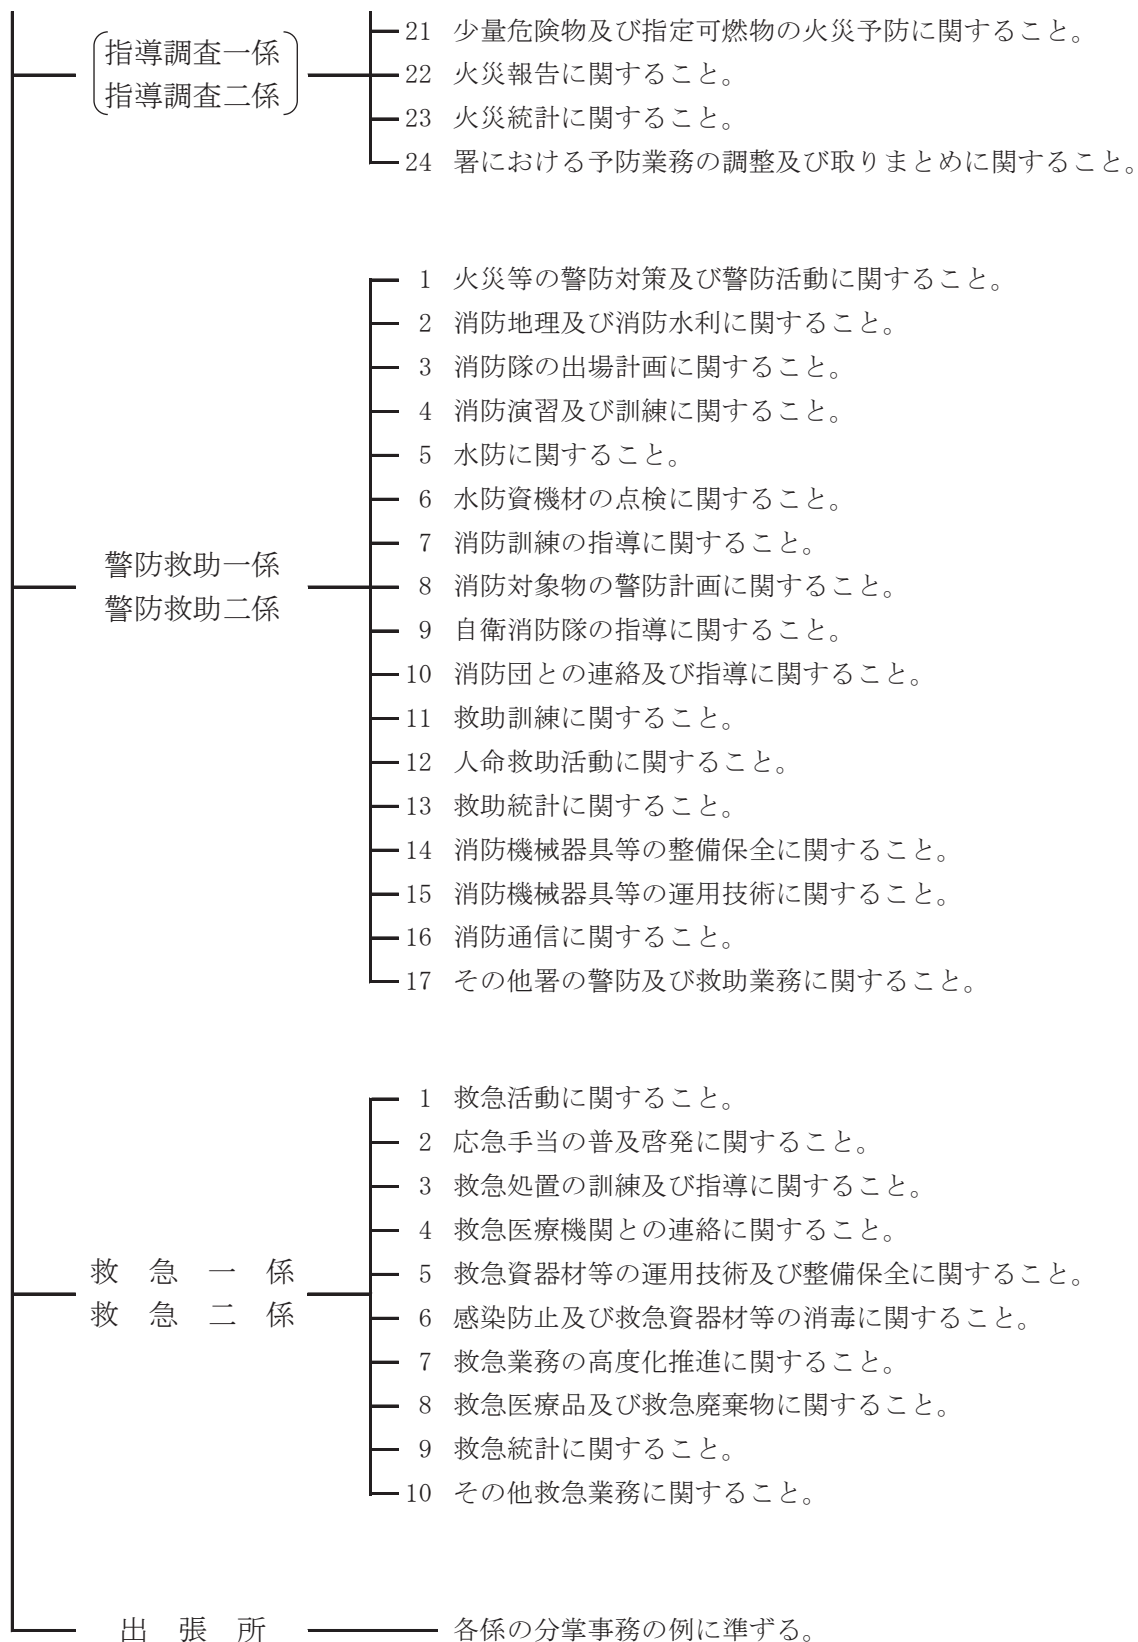 指導調査一係
指導調査二係
21 少量危険物及び指定可燃物の火災予防に関すること。
22 火災報告に関すること。
23 火災統計に関すること。
24 署における予防業務の調整及び取りまとめに関すること。
警防救助一係
警防救助二係
1 火災等の警防対策及び警防活動に関すること。
2 消防地理及び消防水利に関すること。
3 消防隊の出場計画に関すること。
4 消防演習及び訓練に関すること。
5 水防に関すること。
6 水防資機材の点検に関すること。
7 消防訓練の指導に関すること。
8 消防対象物の警防計画に関すること。
9 自衛消防隊の指導に関すること。
10 消防団との連絡及び指導に関すること。
11 救助訓練に関すること。
12 人命救助活動に関すること。
13 救助統計に関すること。
14 消防機械器具等の整備保全に関すること。
15 消防機械器具等の運用技術に関すること。
16 消防通信に関すること。
17 その他署の警防及び救助業務に関すること。
救急一係
救急二係
1 救急活動に関すること。
2 応急手当の普及啓発に関すること。
3 救急処置の訓練及び指導に関すること。
4 救急医療機関との連絡に関すること。
5 救急資器材等の運用技術及び整備保全に関すること。
6 感染防止及び救急資器材等の消毒に関すること。
7 救急業務の高度化推進に関すること。
8 救急医療品及び救急廃棄物に関すること。
9 救急統計に関すること。
10 その他救急業務に関すること。
出張所 各係の分掌事務の例に準ずる。